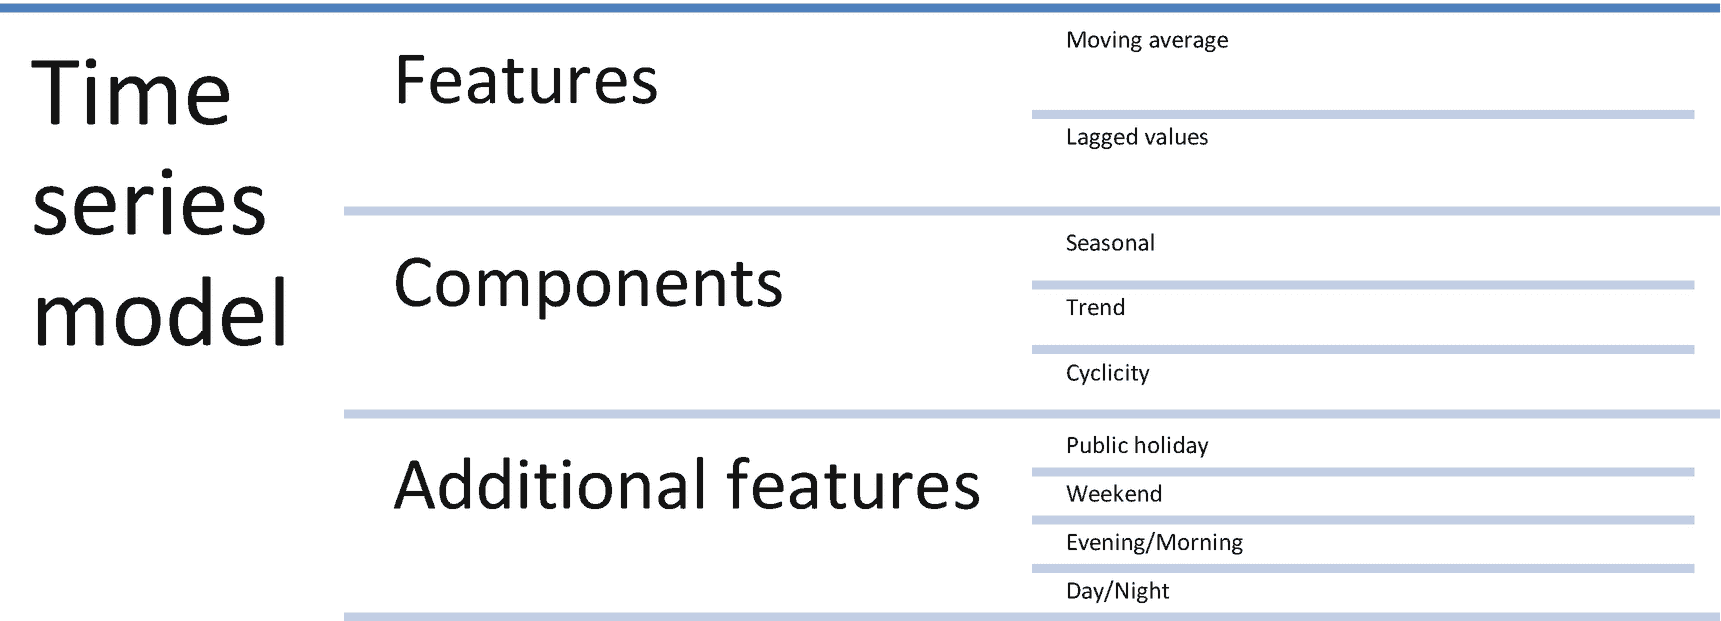 Time
series
model
Features
Moving average
Lagged values
Components
Seasonal
Trend
Cyclicity
Additional features
Public holiday
Weekend
Evening/Morning
Day/Night